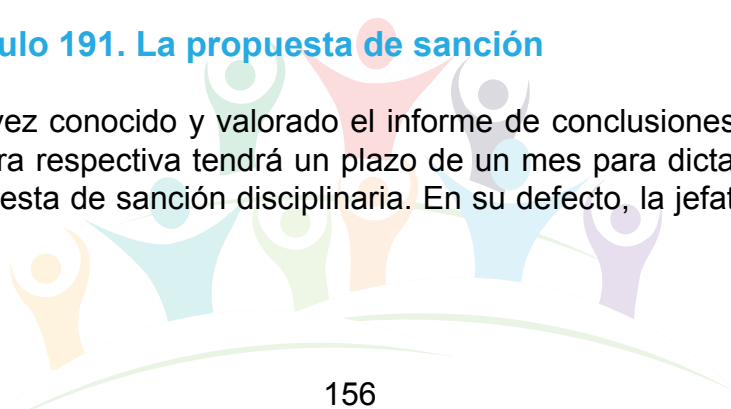 ulo 191. La propuesta de sanción
vez conocido y valorado el informe de conclusiones
ra respectiva tendrá un plazo de un mes para dicta
esta de sanción disciplinaria. En su defecto, la jefat
156